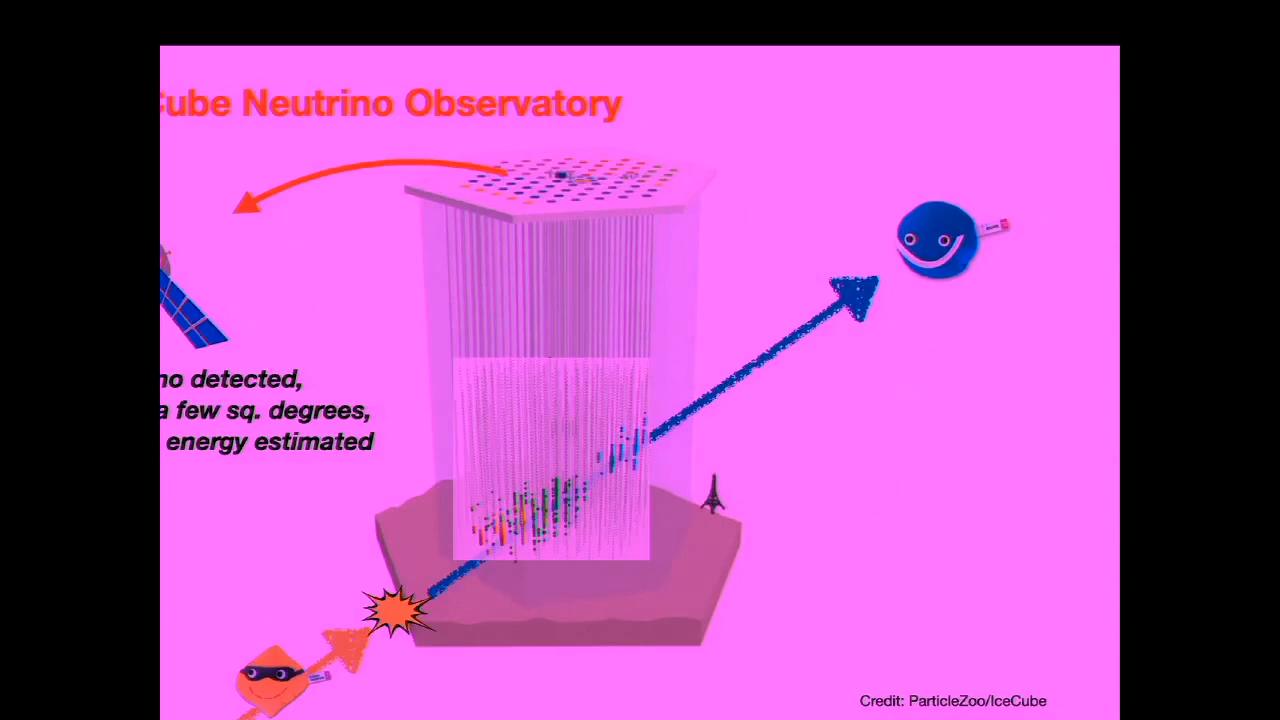 Cube Neutrino Observatory
no detected,
a few sq. degrees,
energy estimated
Credit: ParticleZoo/IceCube